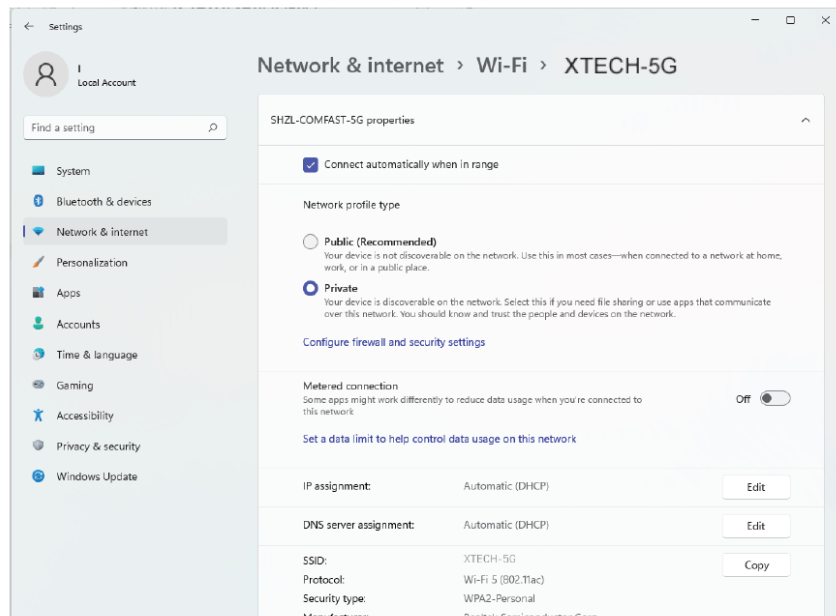 Settings
I
Local Account
Find a setting
System
Bluetooth & devices
Network & internet
Personalization
Apps
Accounts
Time & language
Gaming
Accessibility
Privacy & security
Windows Update
Network & internet › Wi-Fi › XTECH-5G
SHZL-COMFAST-5G properties
Connect automatically when in range
Network profile type
Public (Recommended)
Your device is not discoverable on the network. Use this in most cases—when connected to a network at home,
work, or in a public place.
Private
Your device is discoverable on the network. Select this if you need file sharing or use apps that communicate
over this network. You should know and trust the people and devices on the network.
Configure firewall and security settings
Metered connection
Some apps might work differently to reduce data usage when you're connected to
this network
Off
Set a data limit to help control data usage on this network
IP assignment: Automatic (DHCP) Edit
DNS server assignment: Automatic (DHCP) Edit
SSID: XTECH-5G Copy
Protocol: Wi-Fi 5 (802.11ac)
Security type: WPA2-Personal
Manufacturer: Realtek Semiconductor Corp.